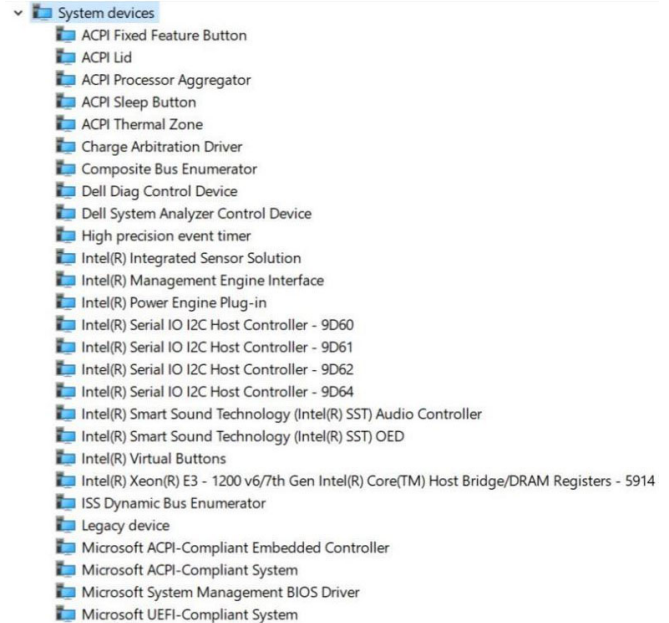 System devices
ACPI Fixed Feature Button
ACPI Lid
ACPI Processor Aggregator
ACPI Sleep Button
ACPI Thermal Zone
Charge Arbitration Driver
Composite Bus Enumerator
Dell Diag Control Device
Dell System Analyzer Control Device
High precision event timer
Intel(R) Integrated Sensor Solution
Intel(R) Management Engine Interface
Intel(R) Power Engine Plug-in
Intel(R) Serial IO I2C Host Controller - 9D60
Intel(R) Serial IO I2C Host Controller - 9D61
Intel(R) Serial IO I2C Host Controller - 9D62
Intel(R) Serial IO I2C Host Controller - 9D64
Intel(R) Smart Sound Technology (Intel(R) SST) Audio Controller
Intel(R) Smart Sound Technology (Intel(R) SST) OED
Intel(R) Virtual Buttons
Intel(R) Xeon(R) E3 - 1200 v6/7th Gen Intel(R) Core(TM) Host Bridge/DRAM Registers - 5914
ISS Dynamic Bus Enumerator
Legacy device
Microsoft ACPI-Compliant Embedded Controller
Microsoft ACPI-Compliant System
Microsoft System Management BIOS Driver
Microsoft UEFI-Compliant System